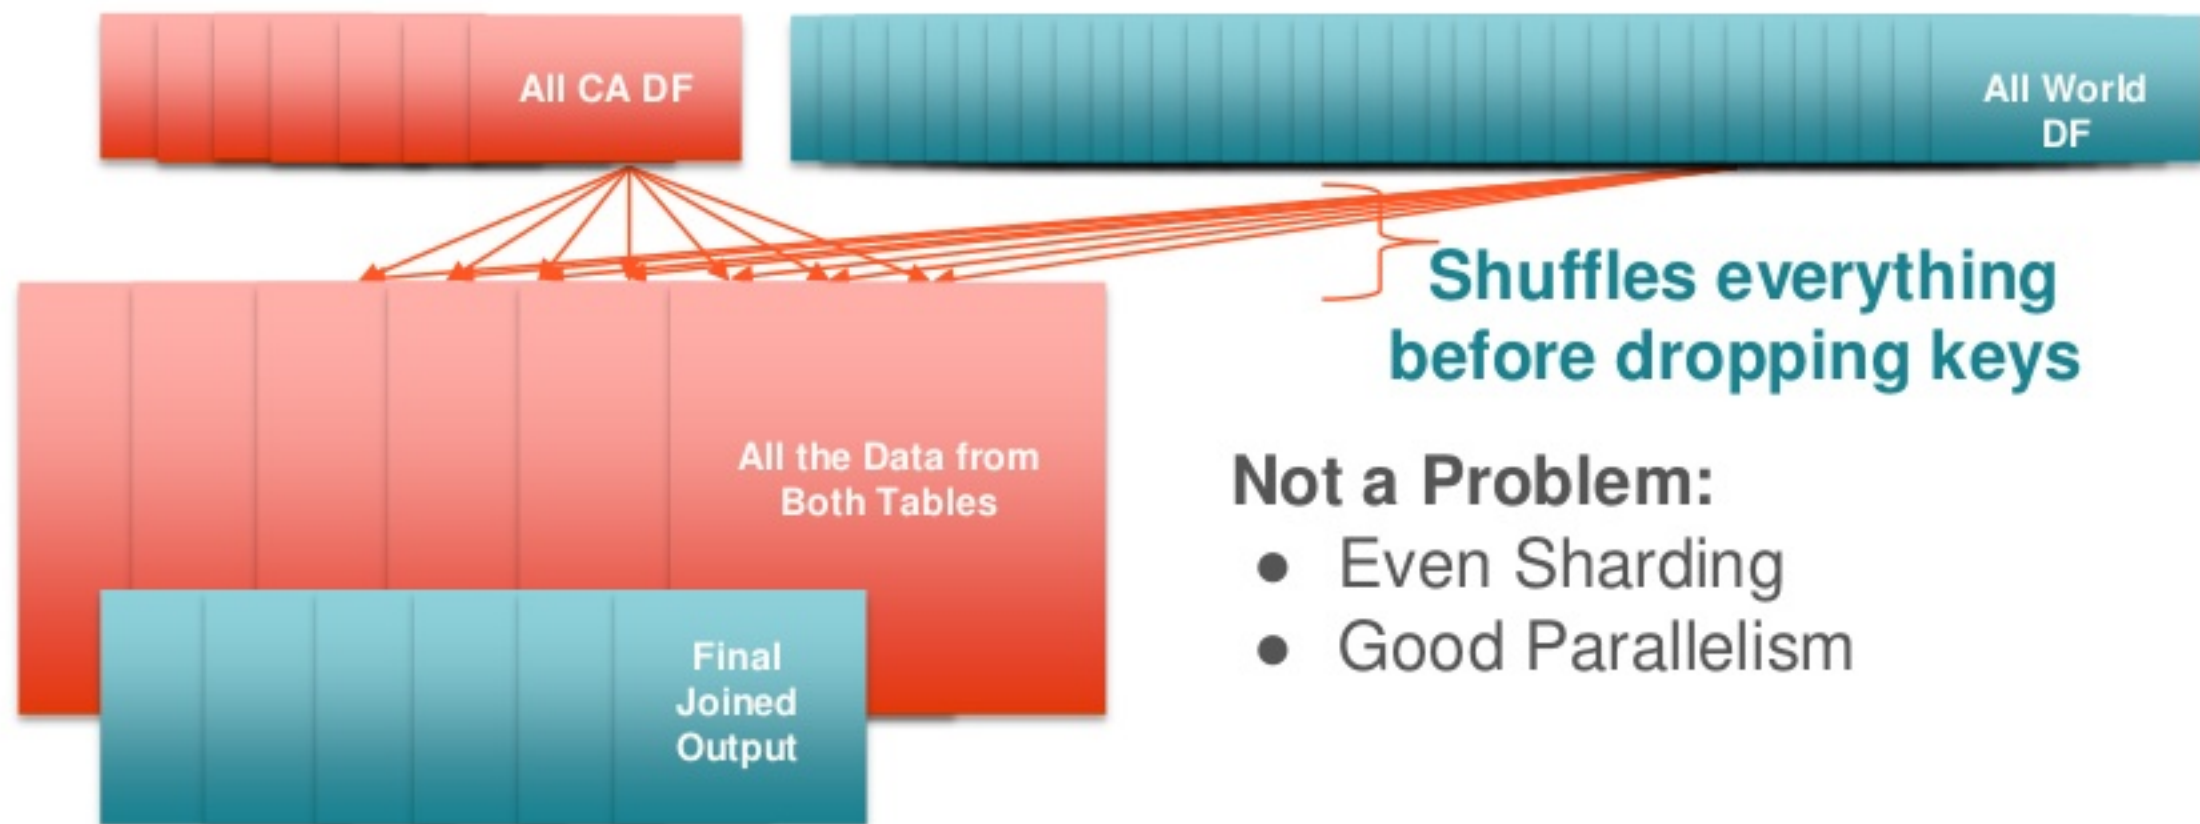 All CA DF
All World
DF
Shuffles everything
before dropping keys
All the Data from
Both Tables
Not a Problem:
● Even Sharding
● Good Parallelism
Final
Joined
Output